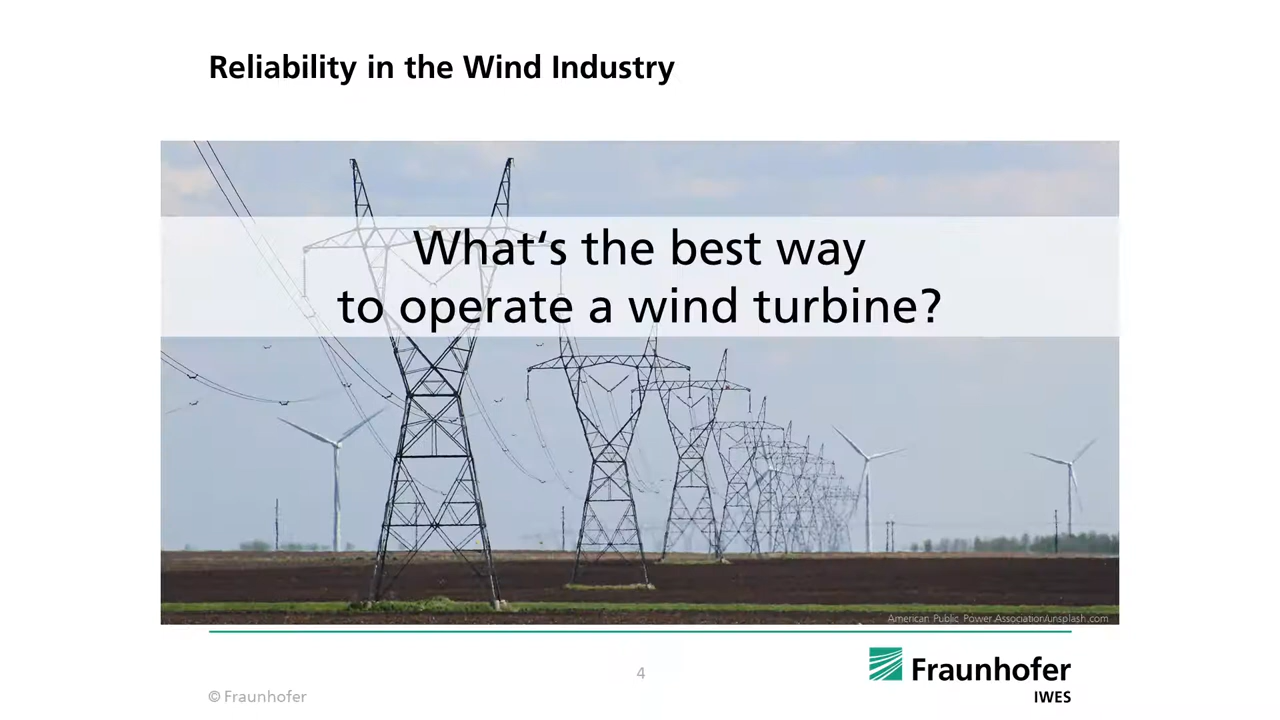 Reliability in the Wind Industry
What‘s the best way
to operate a wind turbine?
American Public Power Association/unsplash.com
4
Fraunhofer
IWES
© Fraunhofer